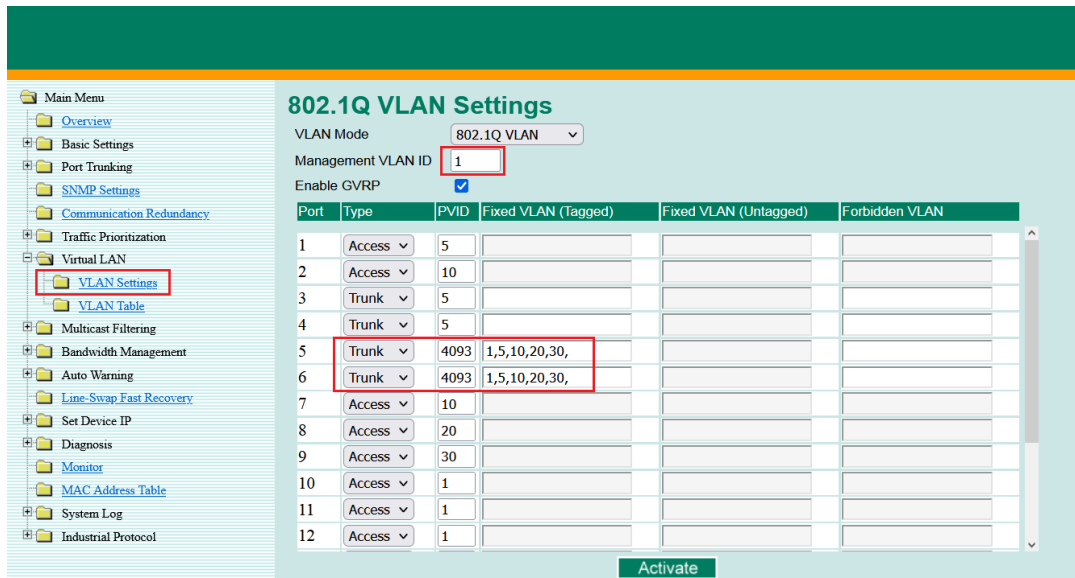 Main Menu
Overview
Basic Settings
Port Trunking
SNMP Settings
Communication Redundancy
Traffic Prioritization
Virtual LAN
VLAN Settings
VLAN Table
Multicast Filtering
Bandwidth Management
Auto Warning
Line-Swap Fast Recovery
Set Device IP
Diagnosis
Monitor
MAC Address Table
System Log
Industrial Protocol
802.1Q VLAN Settings
VLAN Mode 802.1Q VLAN
Management VLAN ID 1
Enable GVRP
Port Type PVID Fixed VLAN (Tagged) Fixed VLAN (Untagged) Forbidden VLAN
1 Access 5
2 Access 10
3 Trunk 5
4 Trunk 5
5 Trunk 4093 1,5,10,20,30,
6 Trunk 4093 1,5,10,20,30,
7 Access 10
8 Access 20
9 Access 30
10 Access 1
11 Access 1
12 Access 1
Activate